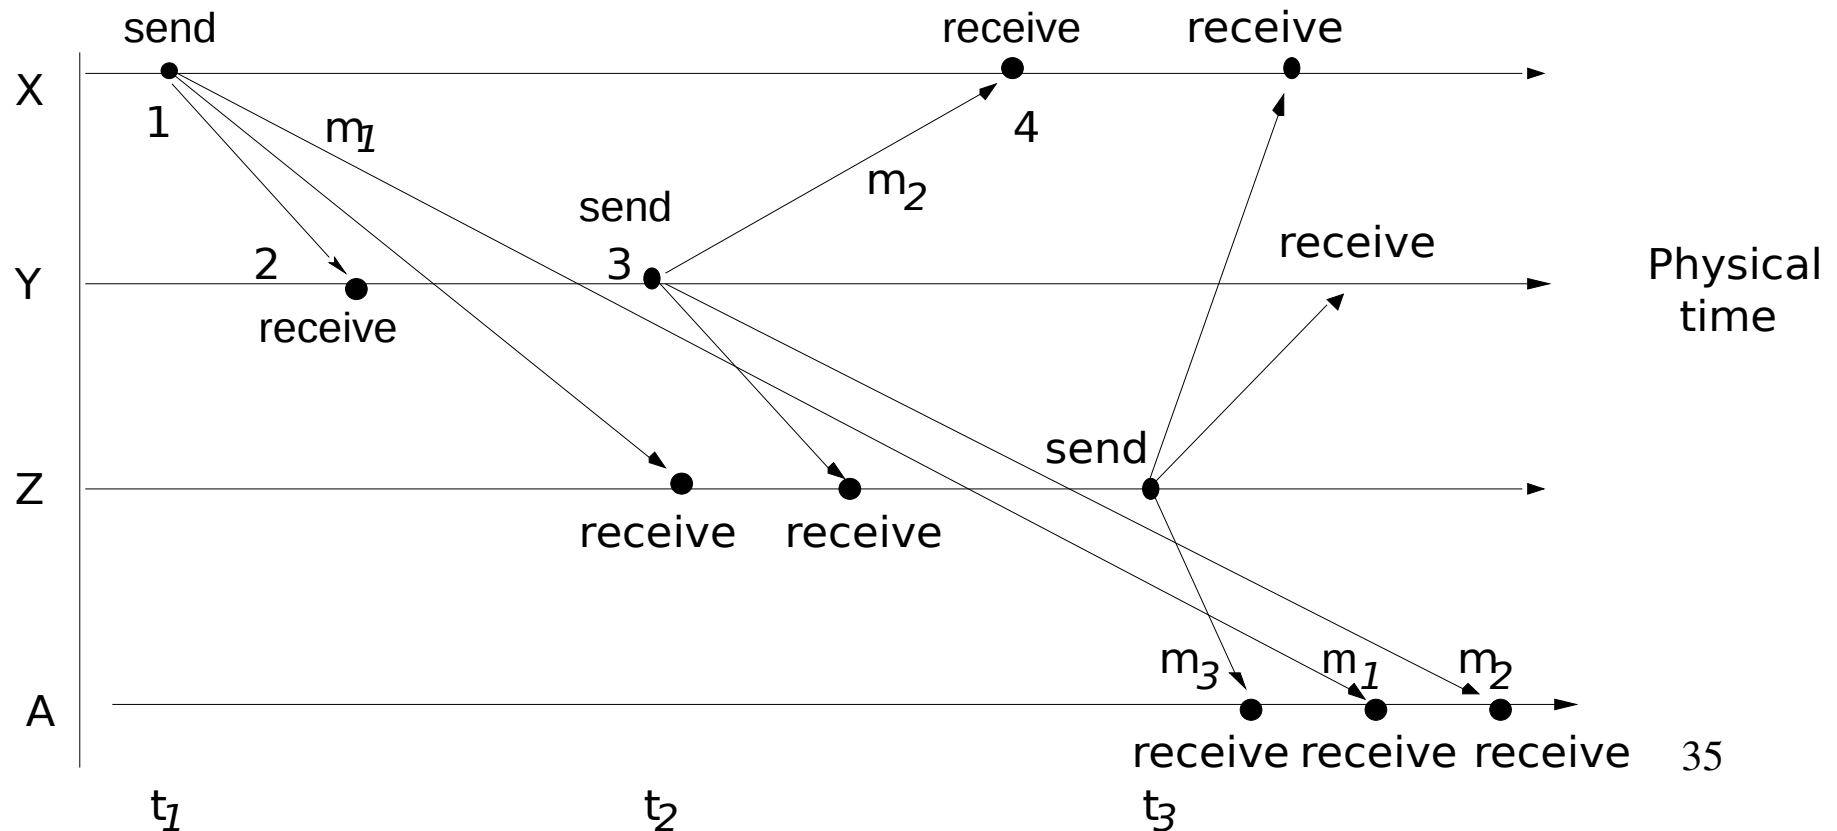 send
receive
receive
X
1
m1
4
m2
send
2
3
receive
Y
Physical
time
receive
send
Z
receive
receive
m3
m1
m2
A
receive
receive
receive
35
t1
t2
t3